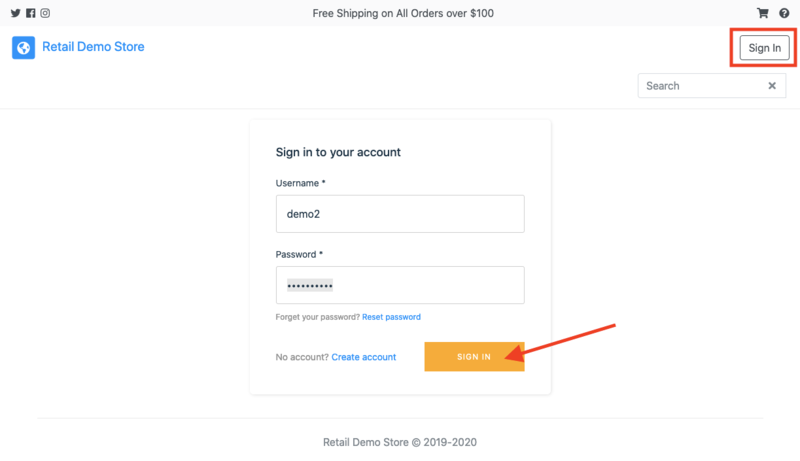 Free Shipping on All Orders over $100
Retail Demo Store
Sign In
Search
Sign in to your account
Username *
demo2
Password *
••••••••••
Forget your password? Reset password
No account? Create account
SIGN IN
Retail Demo Store © 2019-2020